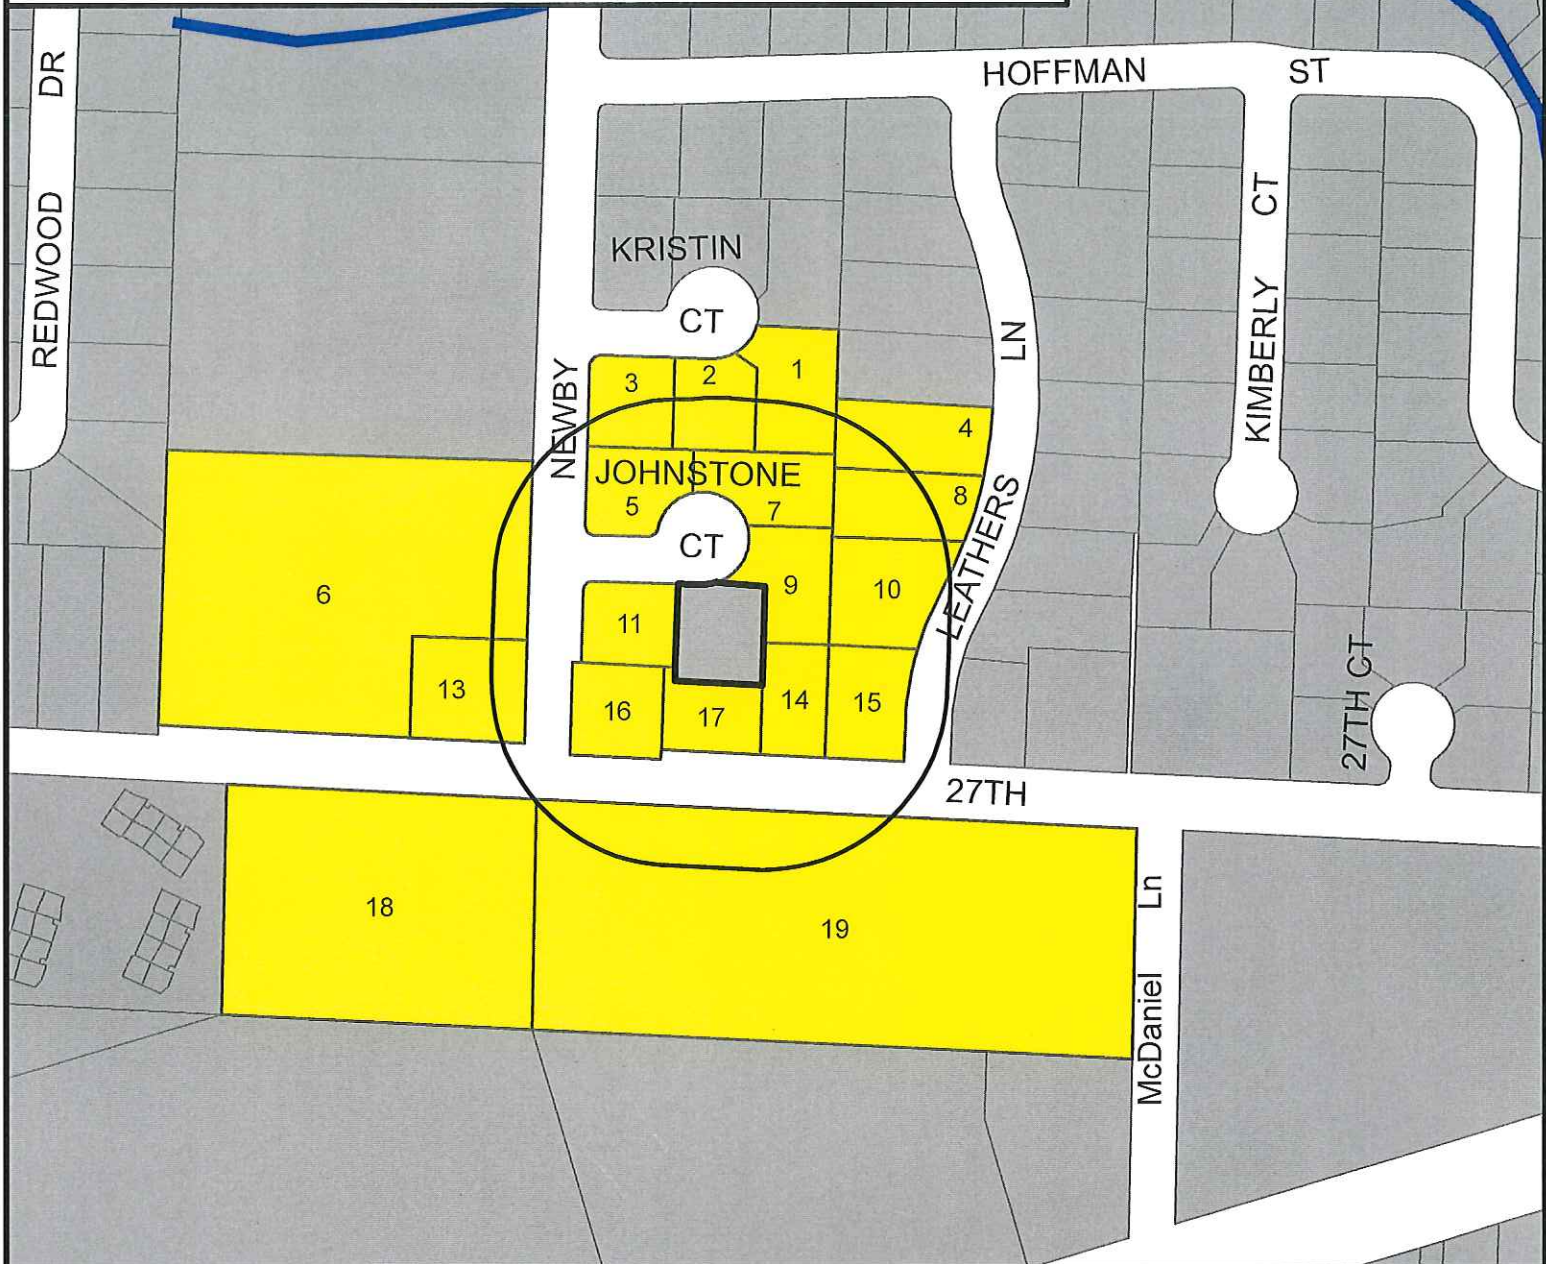 HOFFMAN ST
REDWOOD DR
KRISTIN
CT
KIMBERLY CT
LN
NEWBY
1
2
3
4
JOHNSTONE
8
5
7
LEATHERS
CT
9
10
6
11
27TH CT
13
14
15
16
17
27TH
18
19
McDaniel Ln